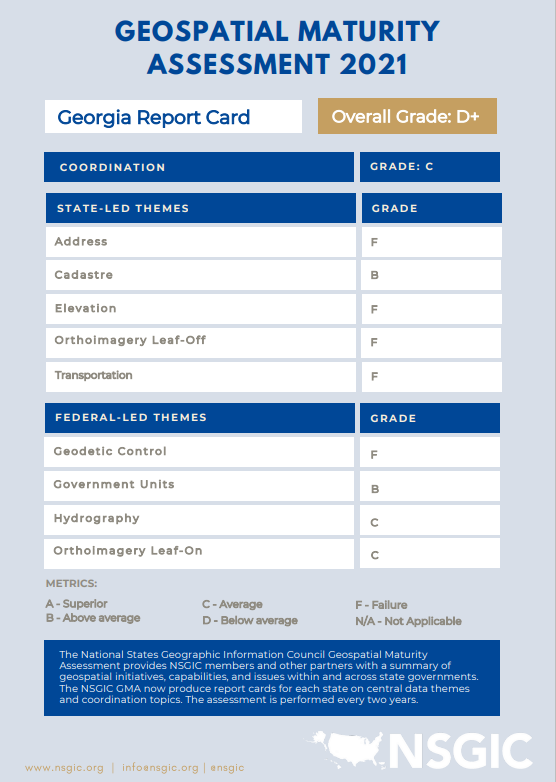 GEOSPATIAL MATURITY
ASSESSMENT 2021
Georgia Report Card
Overall Grade: D+
COORDINATION
GRADE: C
STATE-LED THEMES
GRADE
Address
F
Cadastre
B
Elevation
F
Orthoimagery Leaf-Off
F
Transportation
F
FEDERAL-LED THEMES
GRADE
Geodetic Control
F
Government Units
B
Hydrography
C
Orthoimagery Leaf-On
C
METRICS:
A - Superior
B - Above average
C - Average
D - Below average
F - Failure
N/A - Not Applicable
The National States Geographic Information Council Geospatial Maturity
Assessment provides NSGIC members and other partners with a summary of
geospatial initiatives, capabilities, and issues within and across state governments.
The NSGIC GMA now produce report cards for each state on central data themes
and coordination topics. The assessment is performed every two years.
NSGIC
www.nsgic.org | info@nsgic.org | @nsgic